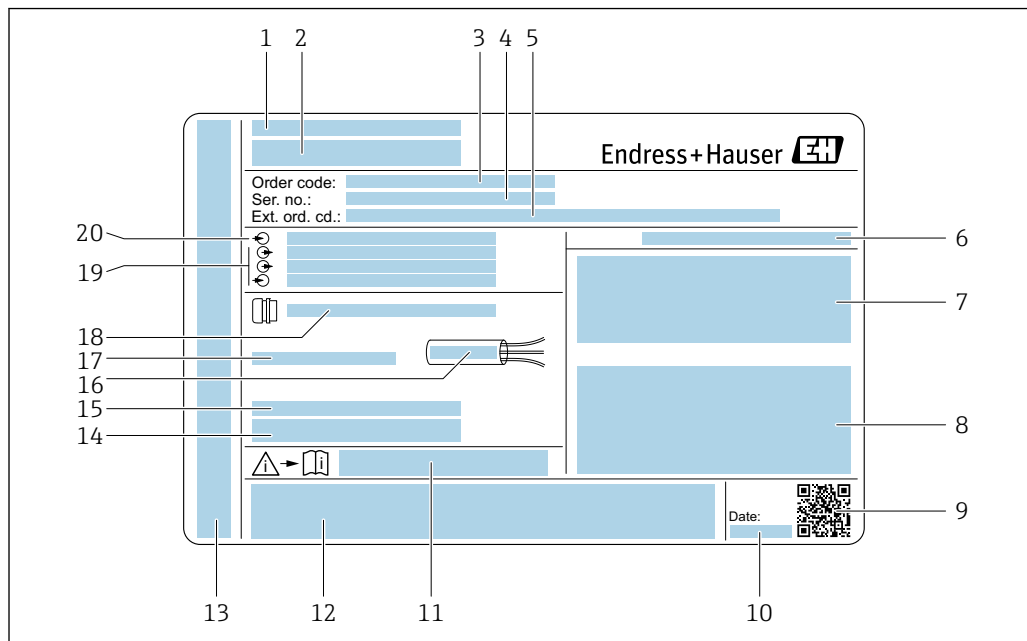 1 2 3 4 5
Endress+Hauser EH
Order code:
Ser. no.:
Ext. ord. cd.:
20
6
19
7
18
17
16
15
14
8
i i
Date:
9
13 12 11 10